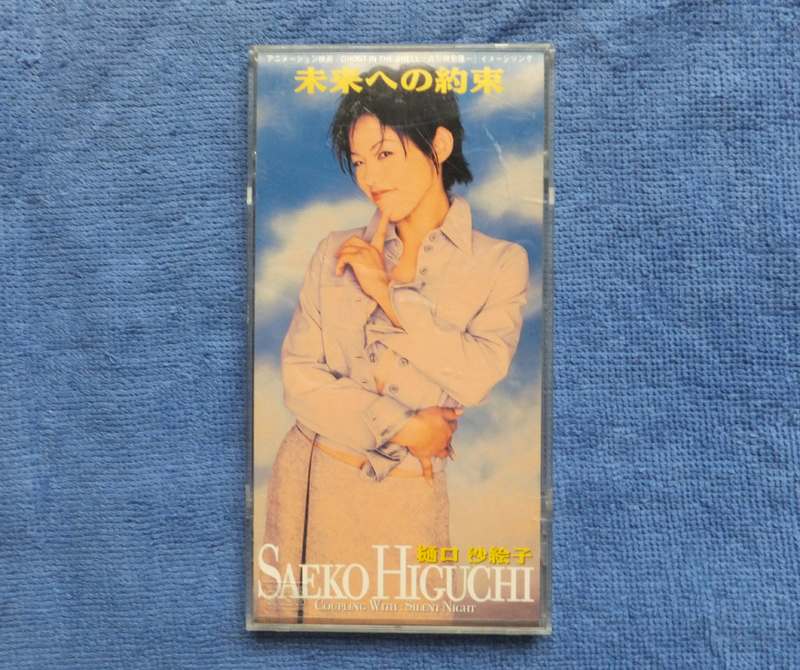 アニメーション映画「GHOST IN THE SHELL~攻殻機動隊~」イメージソング
未来への約束
樋口 沙絵子
SAEKO HIGUCHI
COUPLING WITH : SILENT NIGHT